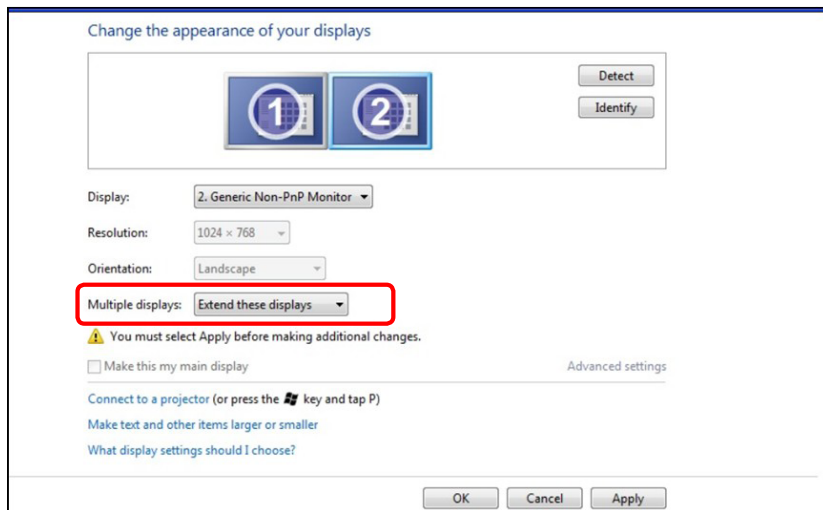 Change the appearance of your displays
1 2
Detect
Identify
Display: 2. Generic Non-PnP Monitor
Resolution: 1024 × 768
Orientation: Landscape
Multiple displays: Extend these displays
You must select Apply before making additional changes.
Make this my main display Advanced settings
Connect to a projector (or press the key and tap P)
Make text and other items larger or smaller
What display settings should I choose?
OK Cancel Apply